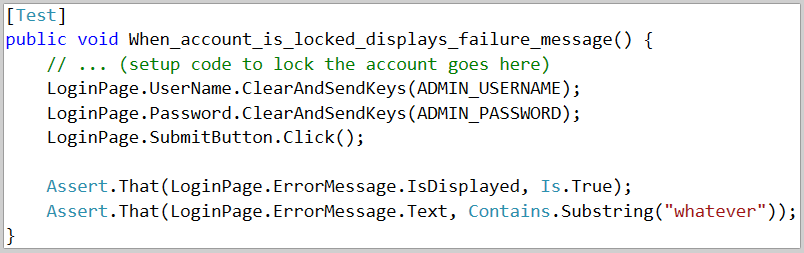 [Test]
public void When_account_is_locked_displays_failure_message() {
    // ... (setup code to lock the account goes here)
    LoginPage.UserName.ClearAndSendKeys(ADMIN_USERNAME);
    LoginPage.Password.ClearAndSendKeys(ADMIN_PASSWORD);
    LoginPage.SubmitButton.Click();

    Assert.That(LoginPage.ErrorMessage.IsDisplayed, Is.True);
    Assert.That(LoginPage.ErrorMessage.Text, Contains.Substring("whatever"));
}